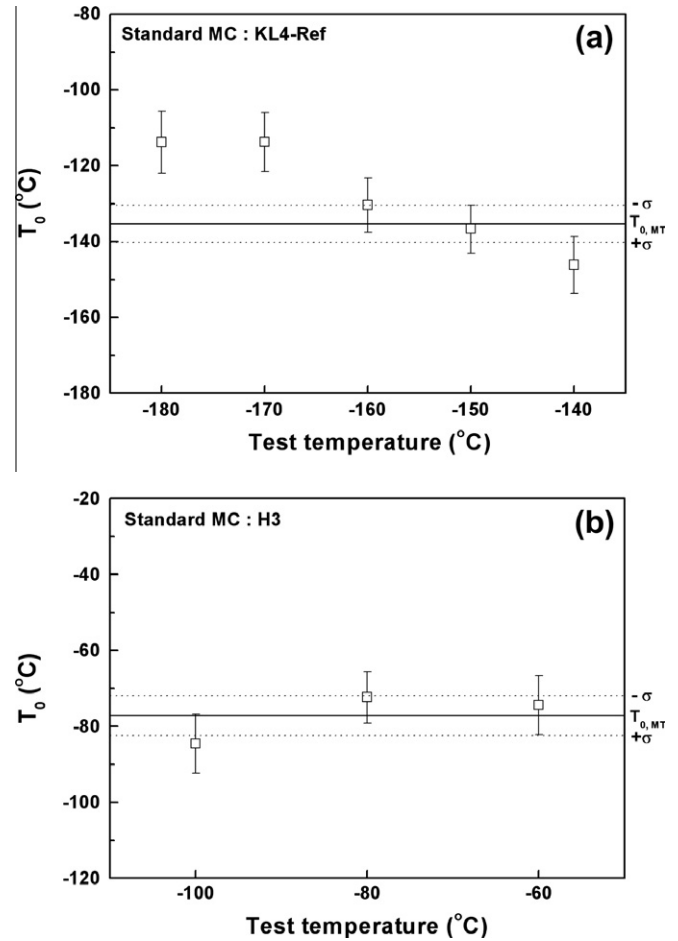 Standard MC : KL4-Ref
(a)
-80
-100
-120
-140
-160
-180
T0 (°C)
- σ
T0, MT
+σ
-180 -170 -160 -150 -140
Test temperature (°C)
Standard MC : H3
(b)
-20
-40
-60
-80
-100
-120
T0 (°C)
- σ
T0, MT
+σ
-100 -80 -60
Test temperature (°C)